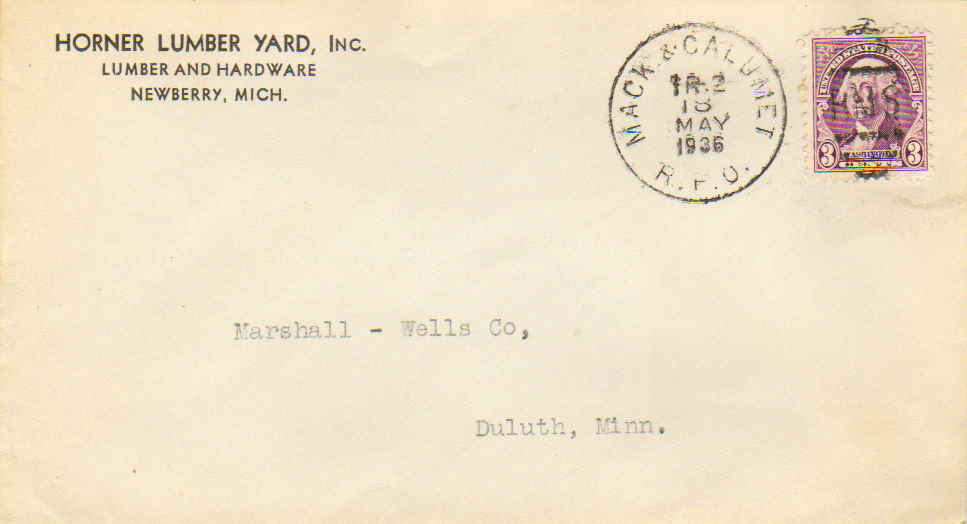 HORNER LUMBER YARD, INC.
LUMBER AND HARDWARE
NEWBERRY, MICH.
MACK & CALUMET
TR.2
18
MAY
1936
R.P.O.
RMS
3 3
Marshall - Wells Co,
Duluth, Minn.